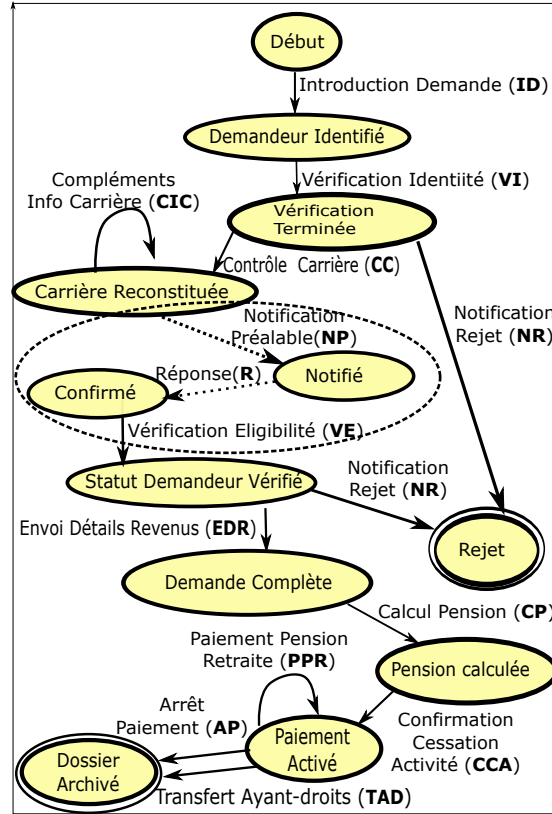 Début
Introduction Demande (ID)
Demandeur Identifié
Vérification Identiité (VI)
Compléments
Info Carrière (CIC)
Vérification
Terminée
Contrôle Carrière (CC)
Carrière Reconstituée
Notification
Rejet (NR)
Notification
Préalable(NP)
Réponse(R)
Notifié
Confirmé
Vérification Eligibilité (VE)
Statut Demandeur Vérifié
Notification
Rejet (NR)
Envoi Détails Revenus (EDR)
Rejet
Demande Complète
Calcul Pension (CP)
Paiement Pension
Retraite (PPR)
Pension calculée
Arrêt
Paiement (AP)
Paiement
Activé
Confirmation
Cessation
Activité (CCA)
Dossier
Archivé
Transfert Ayant-droits (TAD)